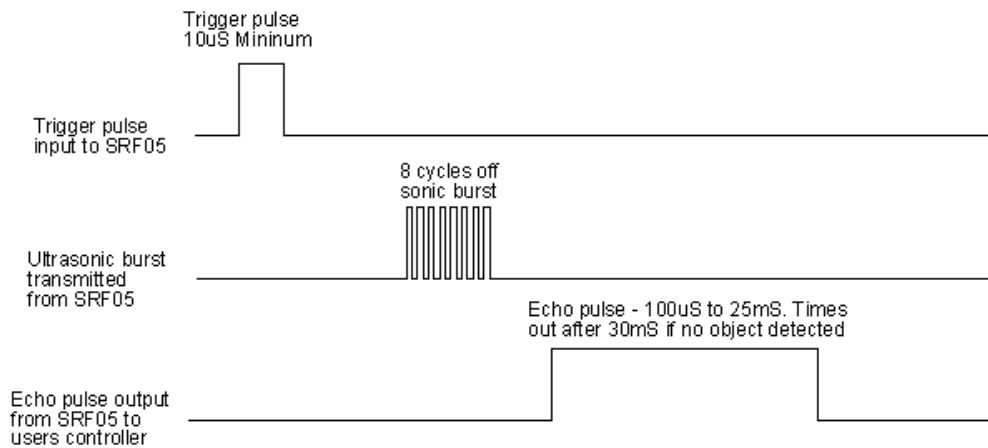 Trigger pulse
10uS Mininum
Trigger pulse
input to SRF05
8 cycles off
sonic burst
Ultrasonic burst
transmitted
from SRF05
Echo pulse - 100uS to 25mS. Times
out after 30mS if no object detected
Echo pulse output
from SRF05 to
users controller